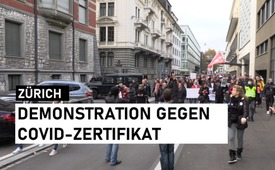 ZÜRICH
DEMONSTRATION GEGEN
COVID-ZERTIFIKAT